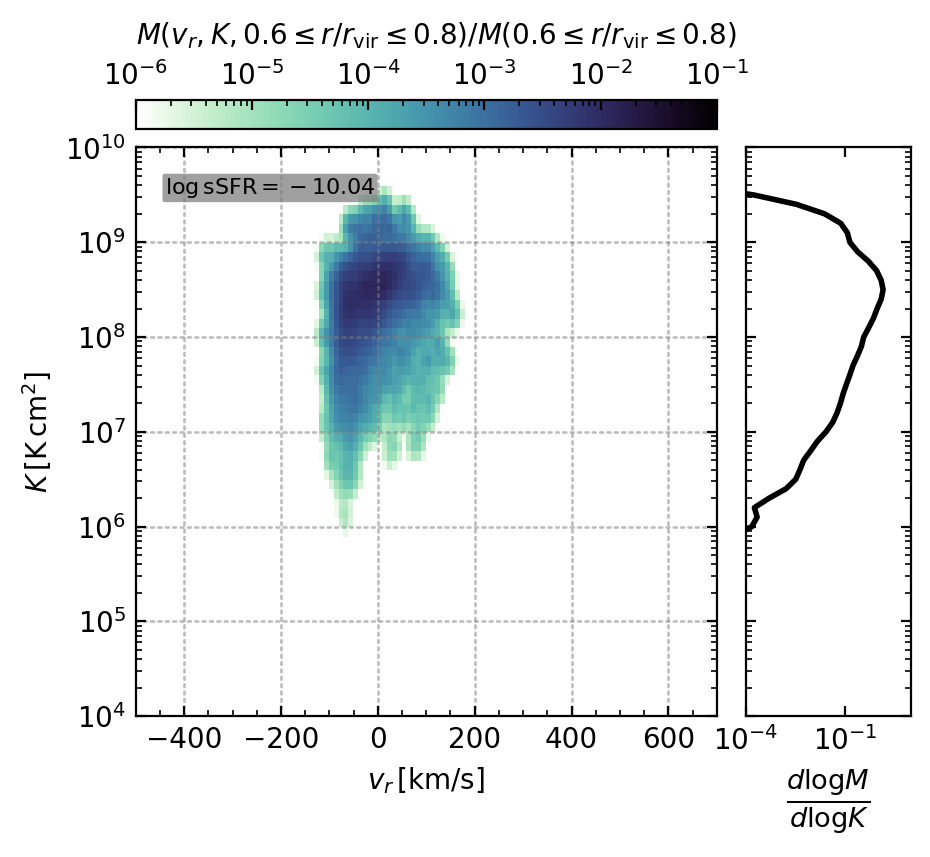 M(v_r, K, 0.6 ≤ r/r_vir ≤ 0.8)/M(0.6 ≤ r/r_vir ≤ 0.8)
10^−6 10^−5 10^−4 10^−3 10^−2 10^−1
log sSFR = −10.04
10^10
10^9
10^8
10^7
10^6
10^5
10^4
K [K cm^2]
−400 −200 0 200 400 600
v_r [km/s]
10^−4 10^−1
dlogM
dlogK